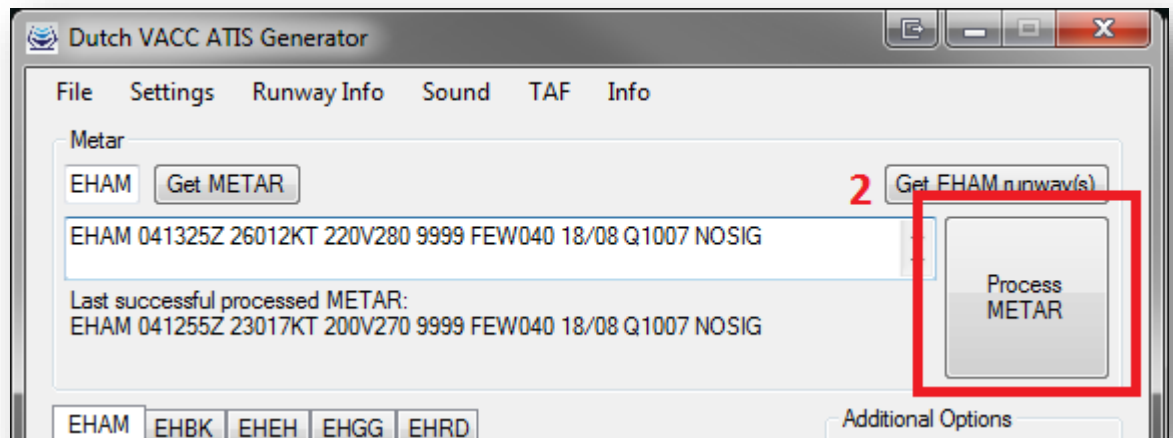 Dutch VACC ATIS Generator
File Settings Runway Info Sound TAF Info
Metar
EHAM Get METAR 2 Get EHAM runway(s)
EHAM 041325Z 26012KT 220V280 9999 FEW040 18/08 Q1007 NOSIG
Process
METAR
Last successful processed METAR:
EHAM 041255Z 23017KT 200V270 9999 FEW040 18/08 Q1007 NOSIG
EHAM EHBK EHEH EHGG EHRD Additional Options